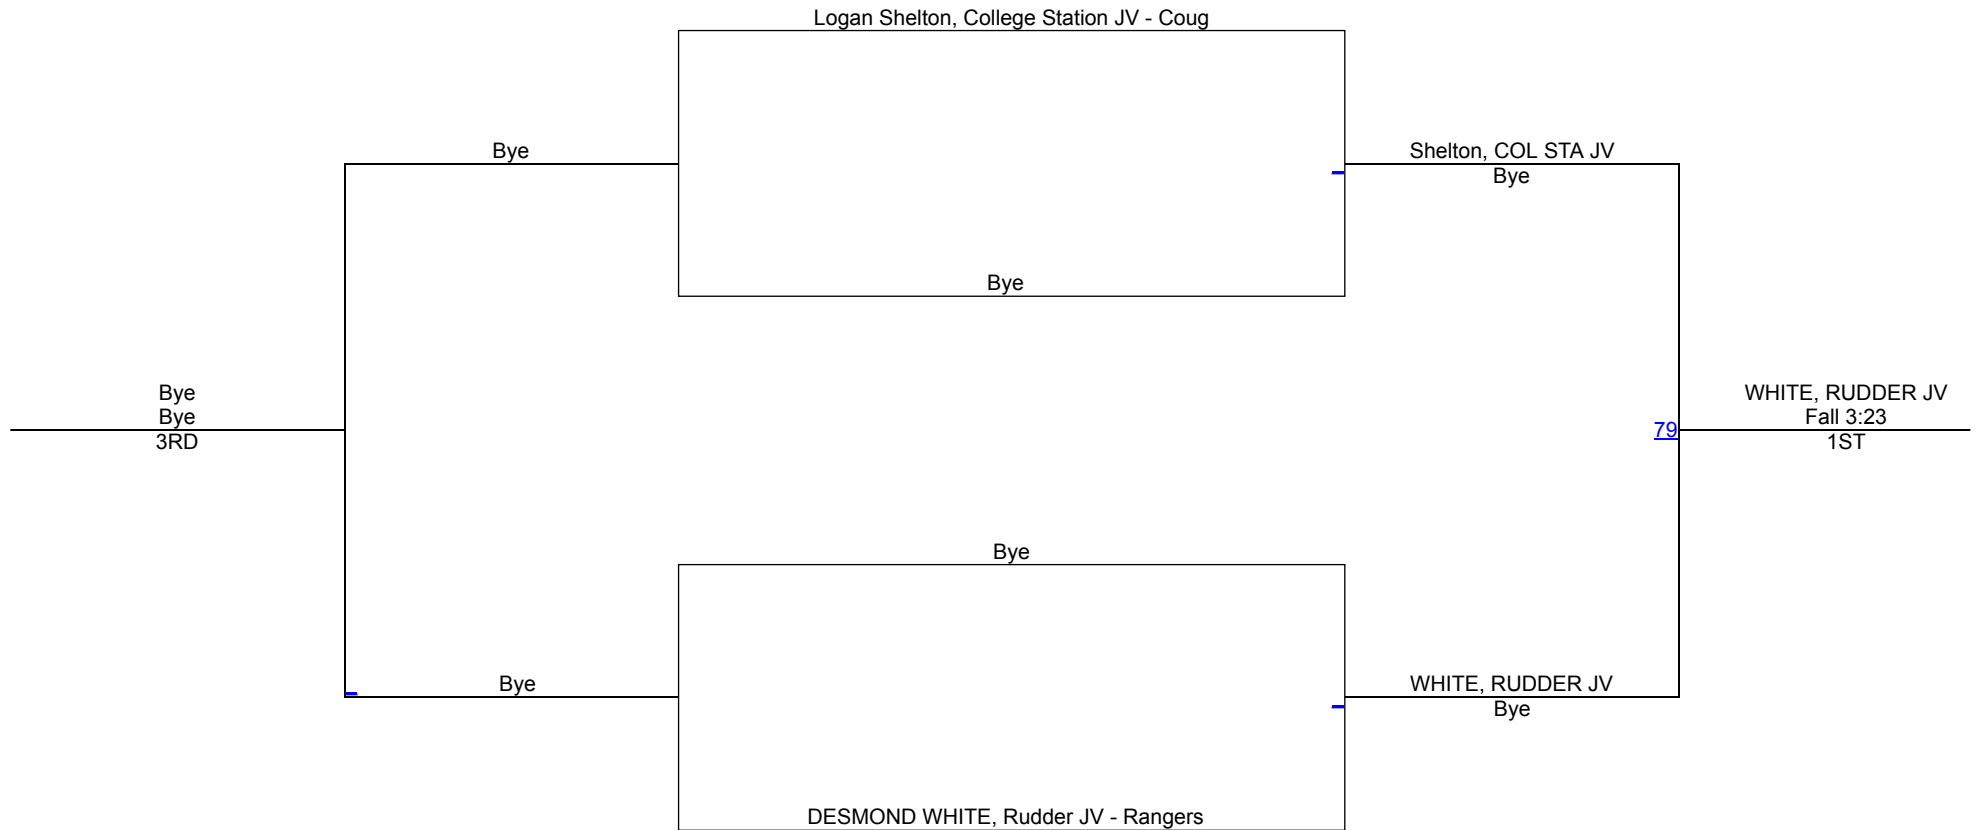 Logan Shelton, College Station JV - Coug
Bye
Shelton, COL STA JV
Bye
Bye
Bye
Bye
3RD
WHITE, RUDDER JV
Fall 3:23
79
1ST
Bye
Bye
WHITE, RUDDER JV
Bye
DESMOND WHITE, Rudder JV - Rangers